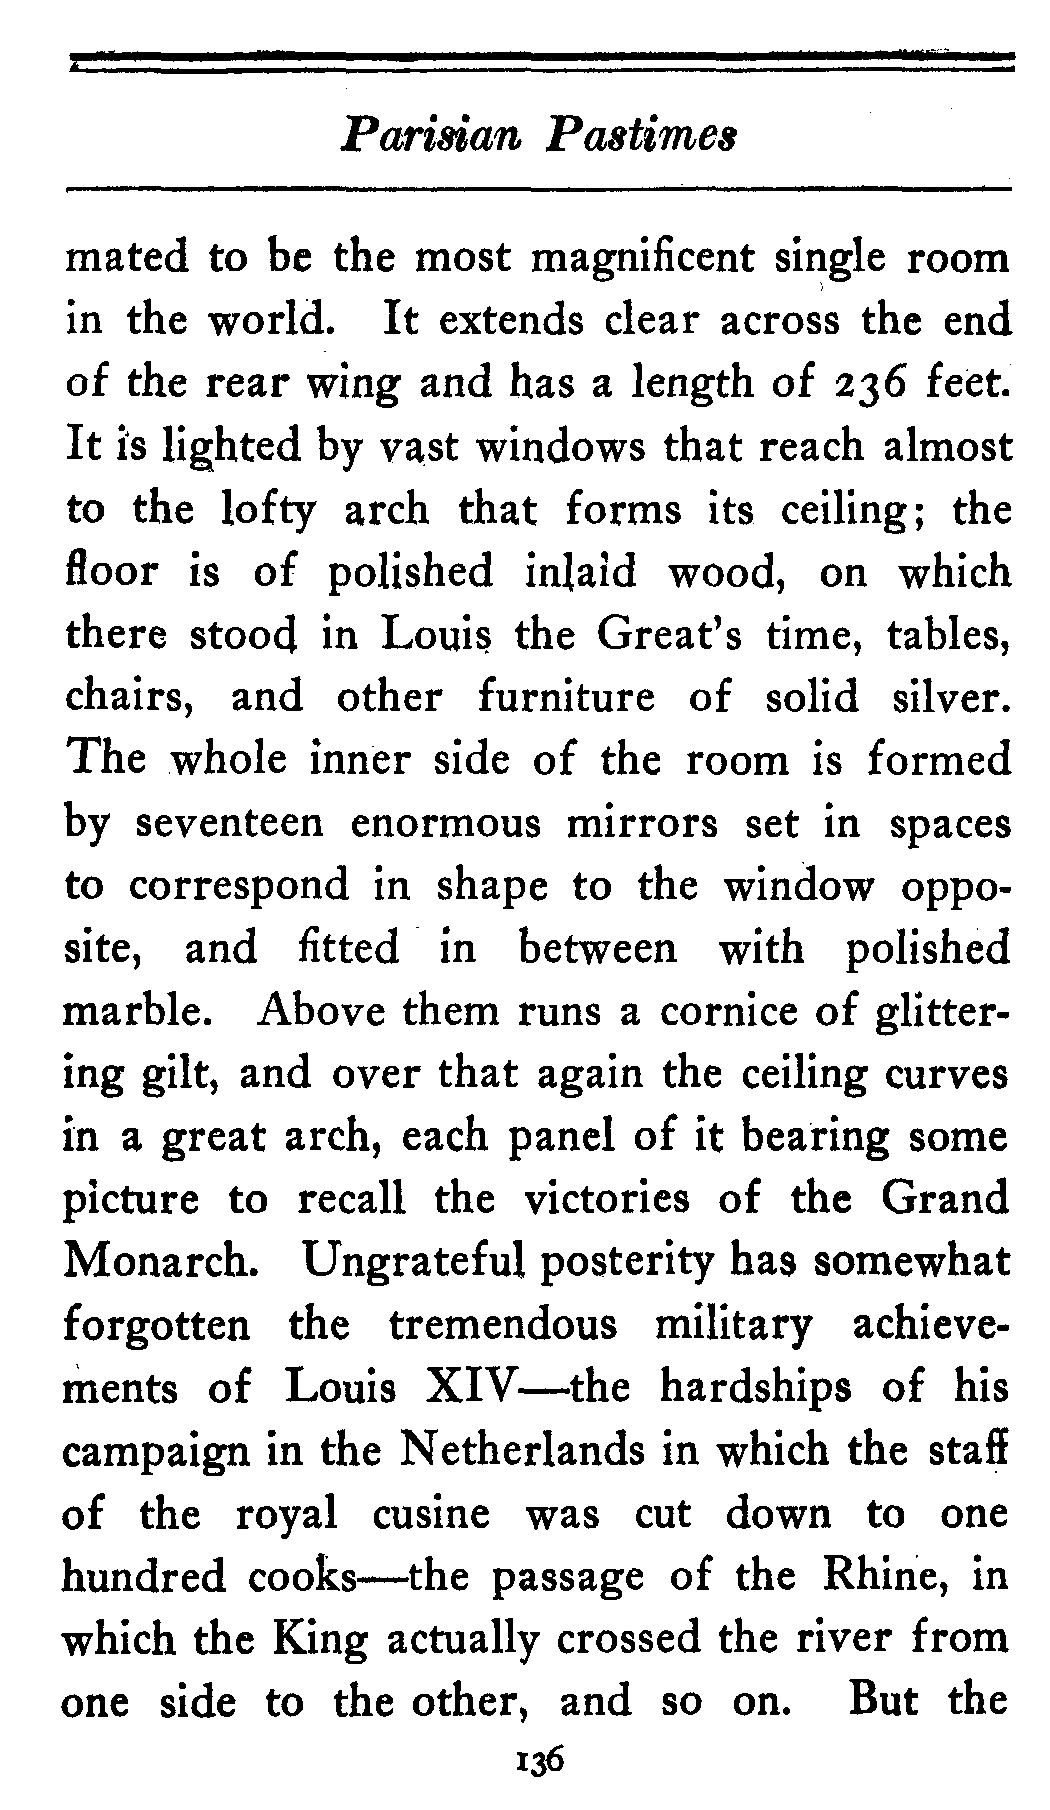 Parisian Pastimes
mated to be the most magnificent single room
in the world. It extends clear across the end
of the rear wing and has a length of 236 feet.
It is lighted by vast windows that reach almost
to the lofty arch that forms its ceiling; the
floor is of polished inlaid wood, on which
there stood in Louis the Great's time, tables,
chairs, and other furniture of solid silver.
The whole inner side of the room is formed
by seventeen enormous mirrors set in spaces
to correspond in shape to the window oppo-
site, and fitted in between with polished
marble. Above them runs a cornice of glitter-
ing gilt, and over that again the ceiling curves
in a great arch, each panel of it bearing some
picture to recall the victories of the Grand
Monarch. Ungrateful posterity has somewhat
forgotten the tremendous military achieve-
ments of Louis XIV—the hardships of his
campaign in the Netherlands in which the staff
of the royal cusine was cut down to one
hundred cooks—the passage of the Rhine, in
which the King actually crossed the river from
one side to the other, and so on. But the
136